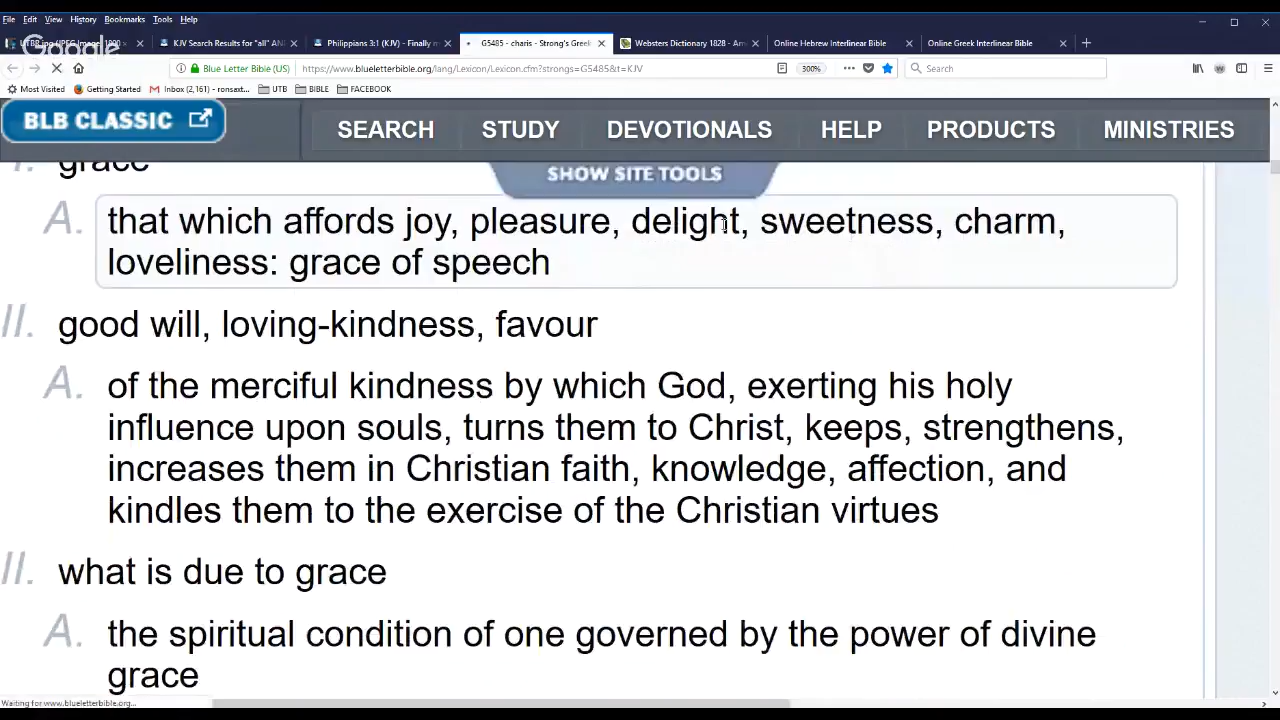 File Edit View History Bookmarks Tools Help
Google
KJV Search Results for "all" AN
Philippians 3:1 (KJV) - Finally m
G5485 - charis - Strong's Greek
Websters Dictionary 1828 - Am
Online Hebrew Interlinear Bible
Online Greek Interlinear Bible
Blue Letter Bible (US) https://www.blueletterbible.org/lang/Lexicon/Lexicon.cfm?strongs=G5485&t=KJV 300% Search
Most Visited Getting Started Inbox (2,161) - ronsaxt... UTB BIBLE FACEBOOK
BLB CLASSIC SEARCH STUDY DEVOTIONALS HELP PRODUCTS MINISTRIES
I. grace
SHOW SITE TOOLS
A. that which affords joy, pleasure, delight, sweetness, charm,
loveliness: grace of speech
II. good will, loving-kindness, favour
A. of the merciful kindness by which God, exerting his holy
influence upon souls, turns them to Christ, keeps, strengthens,
increases them in Christian faith, knowledge, affection, and
kindles them to the exercise of the Christian virtues
II. what is due to grace
A. the spiritual condition of one governed by the power of divine
grace
Waiting for www.blueletterbible.org...